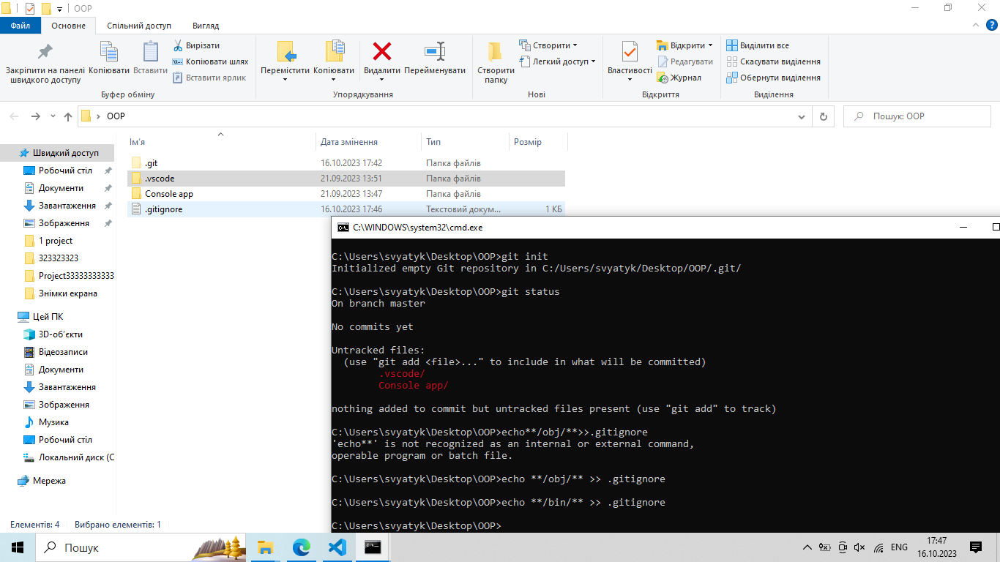 OOP
Файл Основне Спільний доступ Вигляд
Закріпити на панелі швидкого доступу
Копіювати
Вставити
Вирізати
Копіювати шлях
Вставити ярлик
Буфер обміну
Перемістити
Копіювати
Видалити
Перейменувати
Упорядкування
Створити папку
Створити
Легкий доступ
Нові
Властивості
Відкрити
Редагувати
Журнал
Відкриття
Виділити все
Скасувати виділення
Обернути виділення
Виділення
OOP
Пошук: OOP
Ім'я Дата змінення Тип Розмір
.git 16.10.2023 17:42 Папка файлів
.vscode 21.09.2023 13:51 Папка файлів
Console app 21.09.2023 13:47 Папка файлів
.gitignore 16.10.2023 17:46 Текстовий докум... 1 КБ
Швидкий доступ
Робочий стіл
Документи
Завантаження
Зображення
1 project
323323323
Project33333333333
Знімки екрана
Цей ПК
3D-об'єкти
Відеозаписи
Документи
Завантаження
Зображення
Музика
Робочий стіл
Локальний диск (C
Мережа
Елементів: 4 Вибрано елементів: 1
C:\WINDOWS\system32\cmd.exe
C:\Users\svyatyk\Desktop\OOP>git init
Initialized empty Git repository in C:/Users/svyatyk/Desktop/OOP/.git/
C:\Users\svyatyk\Desktop\OOP>git status
On branch master
No commits yet
Untracked files:
(use "git add <file>..." to include in what will be committed)
.vscode/
Console app/
nothing added to commit but untracked files present (use "git add" to track)
C:\Users\svyatyk\Desktop\OOP>echo**/obj/**>>.gitignore
'echo**' is not recognized as an internal or external command,
operable program or batch file.
C:\Users\svyatyk\Desktop\OOP>echo **/obj/** >> .gitignore
C:\Users\svyatyk\Desktop\OOP>echo **/bin/** >> .gitignore
C:\Users\svyatyk\Desktop\OOP>
Пошук
ENG
17:47
16.10.2023